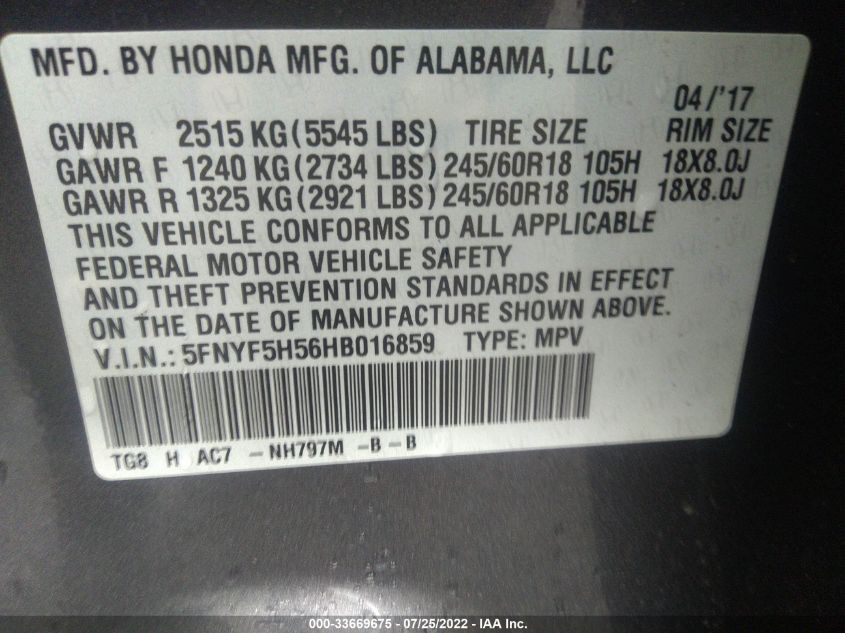 MFD. BY HONDA MFG. OF ALABAMA, LLC
04/'17
GVWR 2515 KG(5545 LBS) TIRE SIZE RIM SIZE
GAWR F 1240 KG(2734 LBS) 245/60R18 105H 18X8.0J
GAWR R 1325 KG(2921 LBS) 245/60R18 105H 18X8.0J
THIS VEHICLE CONFORMS TO ALL APPLICABLE
FEDERAL MOTOR VEHICLE SAFETY
AND THEFT PREVENTION STANDARDS IN EFFECT
ON THE DATE OF MANUFACTURE SHOWN ABOVE.
V.I.N.: 5FNYF5H56HB016859 TYPE: MPV
TG8 H AC7 -NH797M -B-B
000-33669675 - 07/25/2022 - IAA Inc.